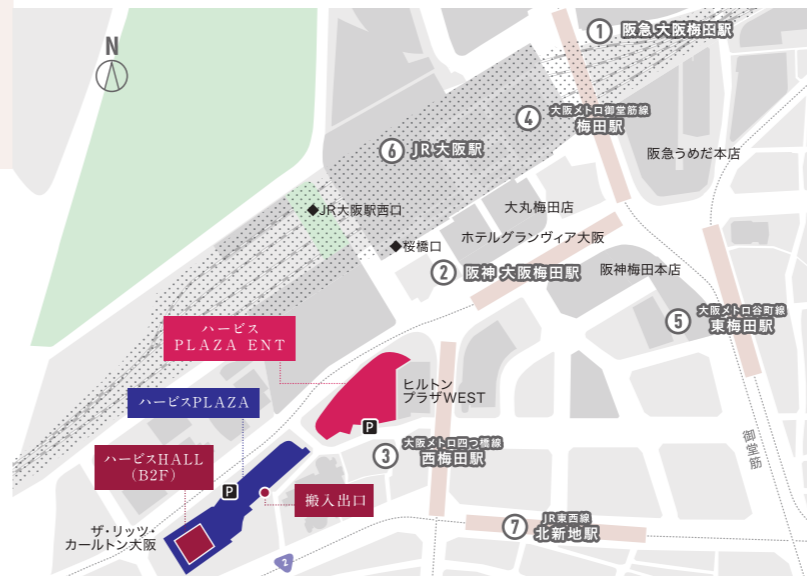 N
① 阪急 大阪梅田駅
④ 大阪メトロ御堂筋線
梅田駅
⑥ JR 大阪駅
阪急うめだ本店
◆JR大阪駅西口
大丸梅田店
◆桜橋口
ホテルグランヴィア大阪
② 阪神 大阪梅田駅
阪神梅田本店
⑤ 大阪メトロ谷町線
東梅田駅
ハービス
PLAZA ENT
ヒルトン
プラザWEST
ハービスPLAZA
P
御堂筋
③ 大阪メトロ四つ橋線
西梅田駅
ハービスHALL
(B2F)
P
搬入出口
ザ・リッツ・
カールトン大阪
⑦ JR東西線
北新地駅
2